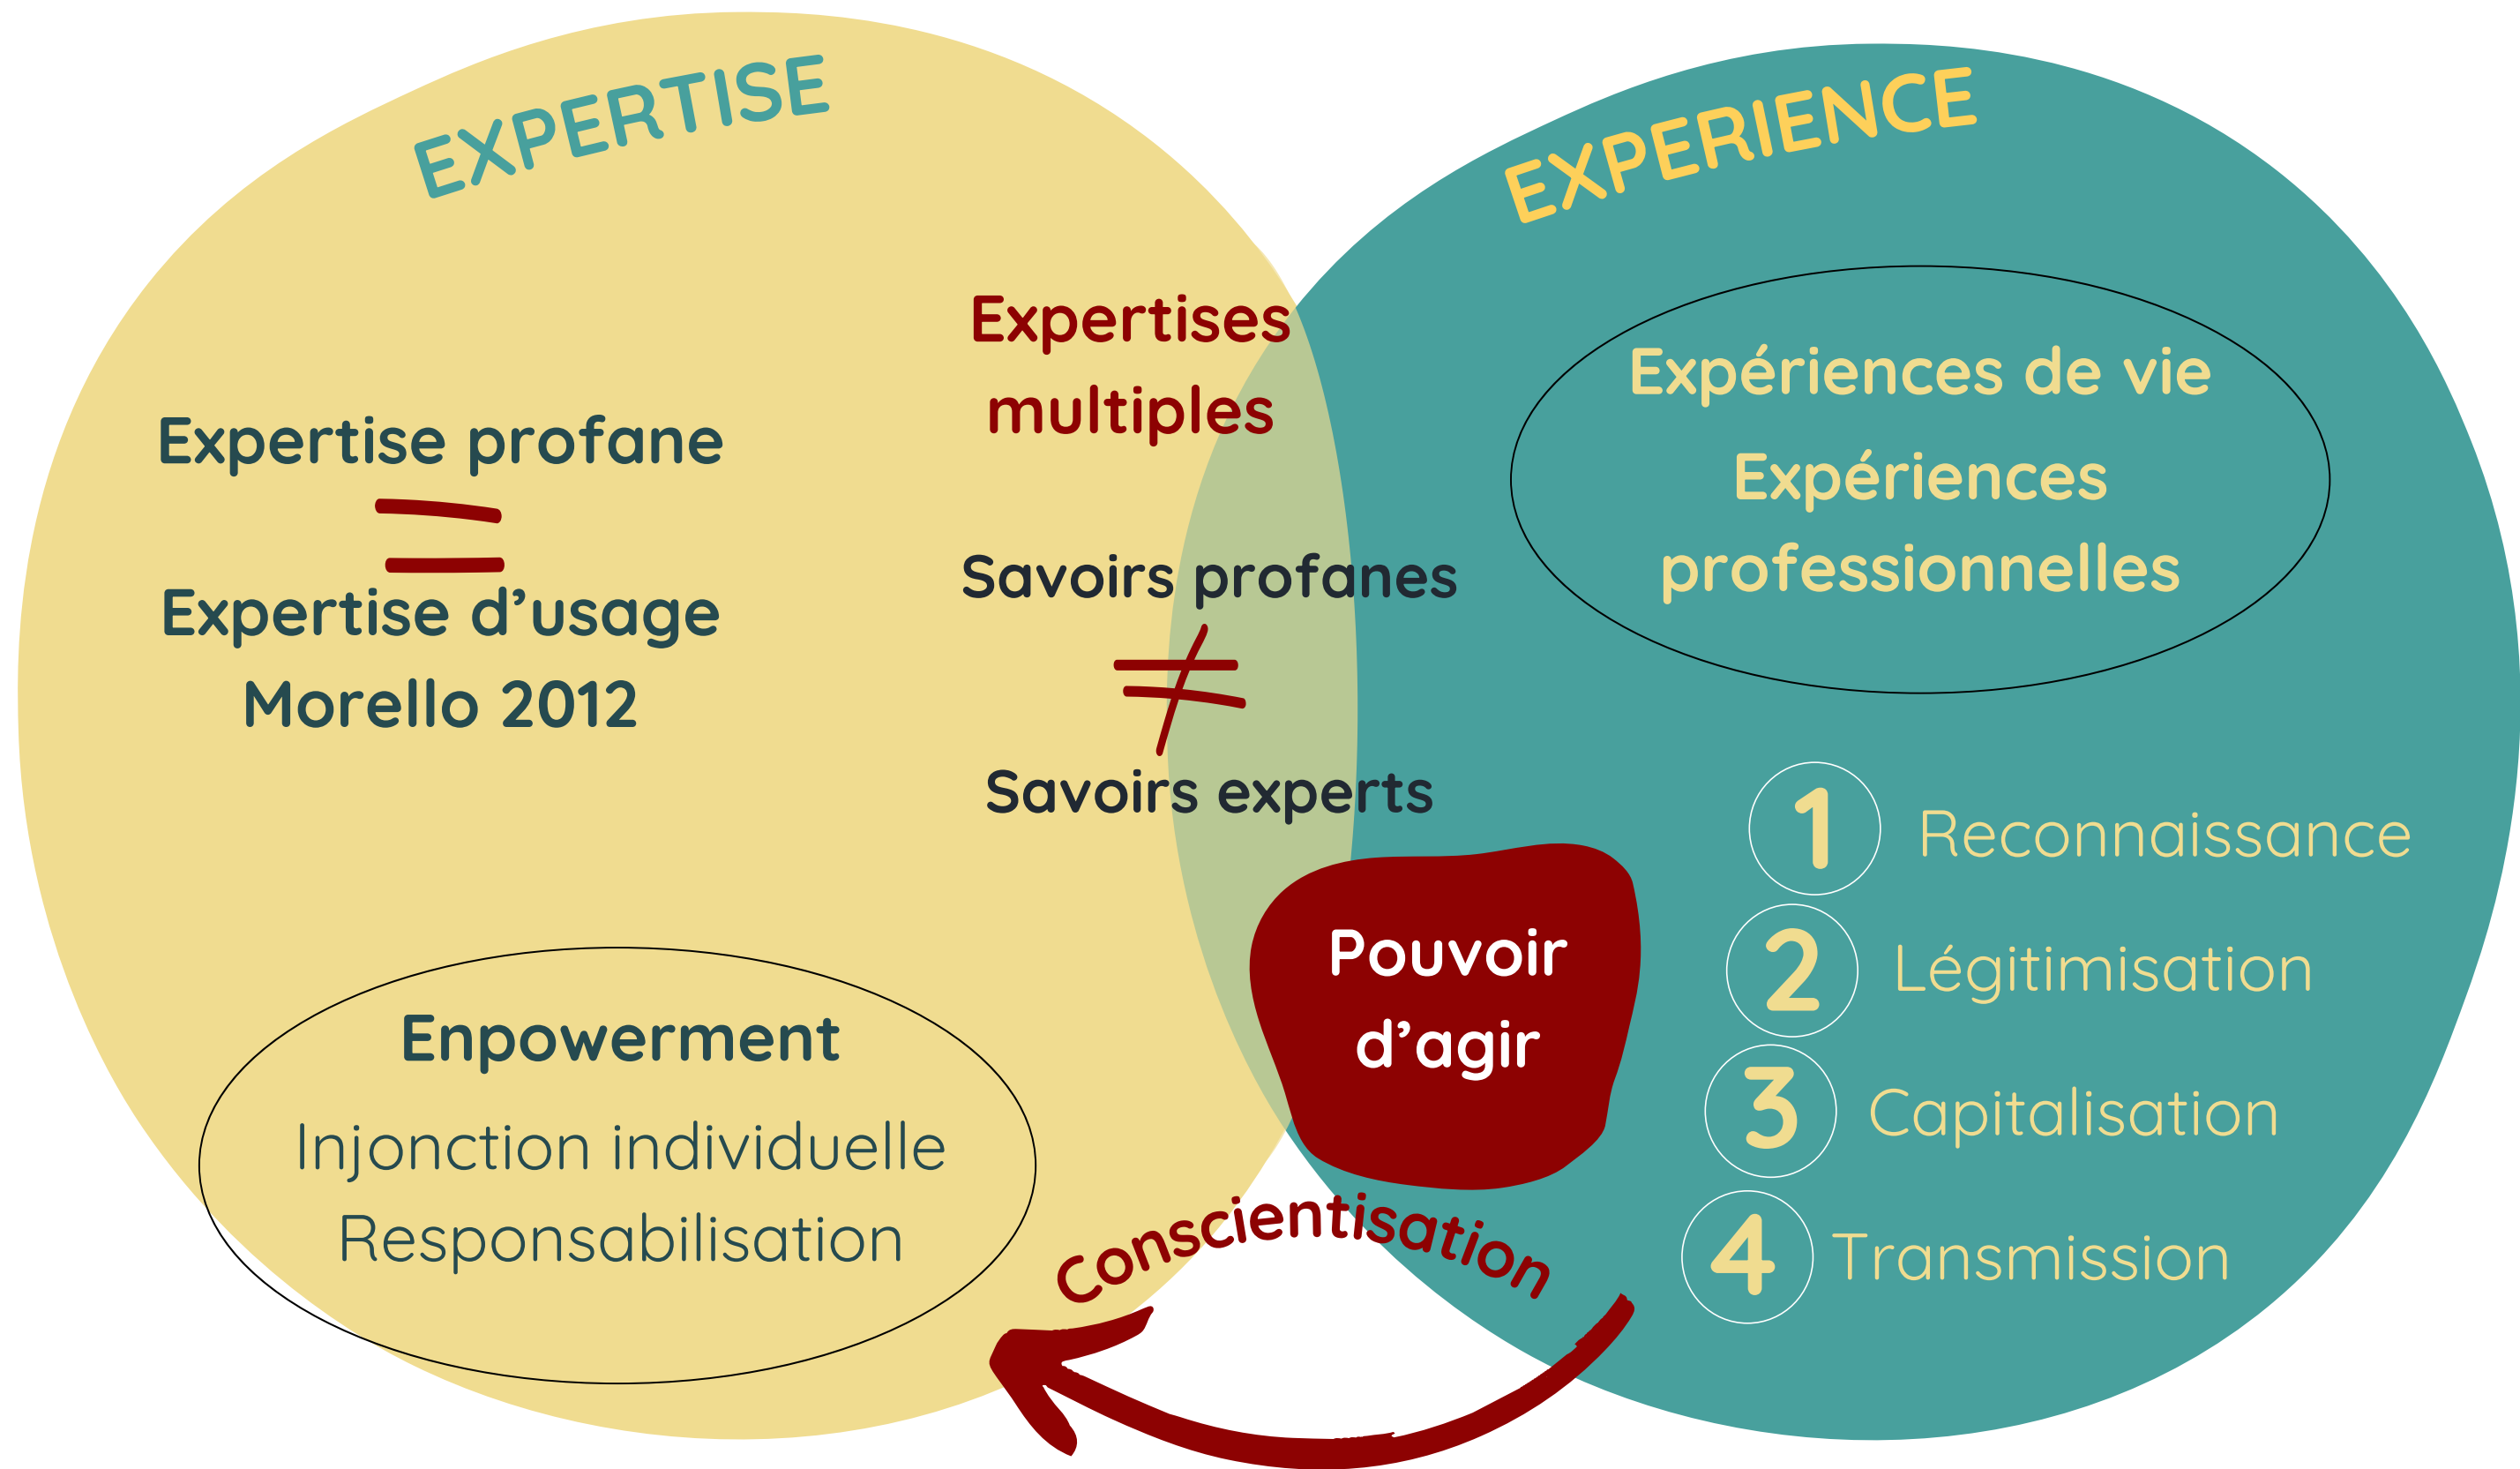 EXPERTISE
Expertise profane
=
Expertise d’usage
Morello 2012
Enpowerment
Injonction individuelle
Responsabilisation
Expertises
multiples
Savoirs profanes
≠
Savoirs experts
Pouvoir
d’agir
Conscientisation
EXPERIENCE
Expériences de vie
Expériences
professionnelles
1 Reconnaissance
2 Légitimisation
3 Capitalisation
4 Transmission